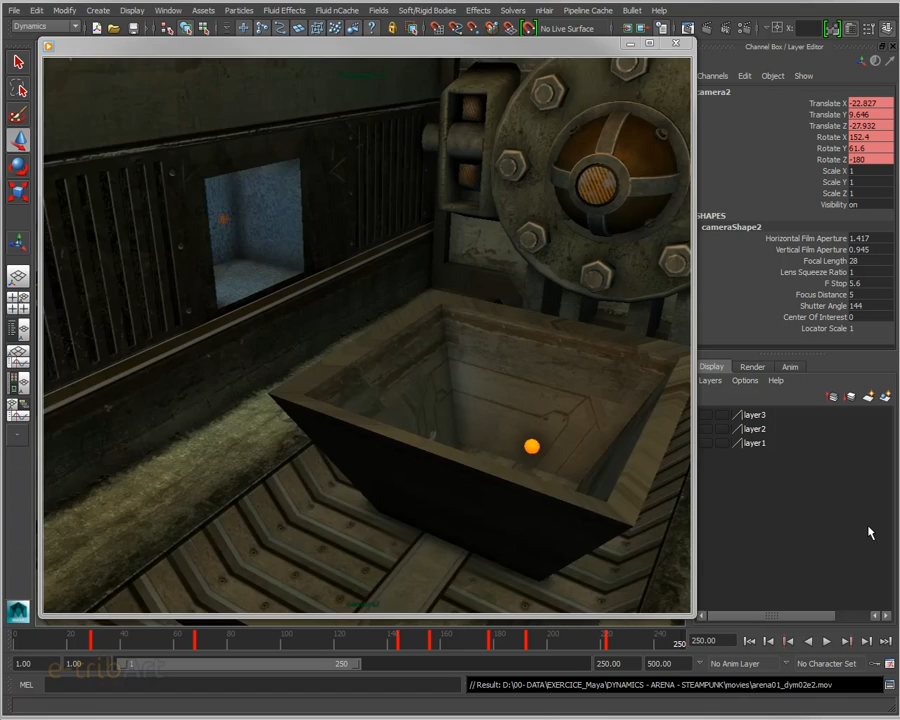 File Edit Modify Create Display Window Assets Particles Fluid Effects Fluid nCache Fields Soft/Rigid Bodies Effects Solvers nHair Pipeline Cache Bullet Help
Dynamics
No Live Surface
Channel Box / Layer Editor
Channels Edit Object Show
camera2
Translate X -22.827
Translate Y 9.646
Translate Z -27.932
Rotate X 152.4
Rotate Y 61.6
Rotate Z -180
Scale X 1
Scale Y 1
Scale Z 1
Visibility on
SHAPES
cameraShape2
Horizontal Film Aperture 1.417
Vertical Film Aperture 0.945
Focal Length 28
Lens Squeeze Ratio 1
F Stop 5.6
Focus Distance 5
Shutter Angle 144
Center Of Interest 0
Locator Scale 1
Display Render Anim
Layers Options Help
layer3
layer2
layer1
0 20 40 60 80 100 120 140 160 180 200 220 240 250 250.00
e-tribArt
1.00 1.00 1 250 250.00 500.00 No Anim Layer No Character Set
MEL // Result: D:\00- DATA\EXERCICE_Maya\DYNAMICS - ARENA - STEAMPUNK\movies\arena01_dym02e2.mov